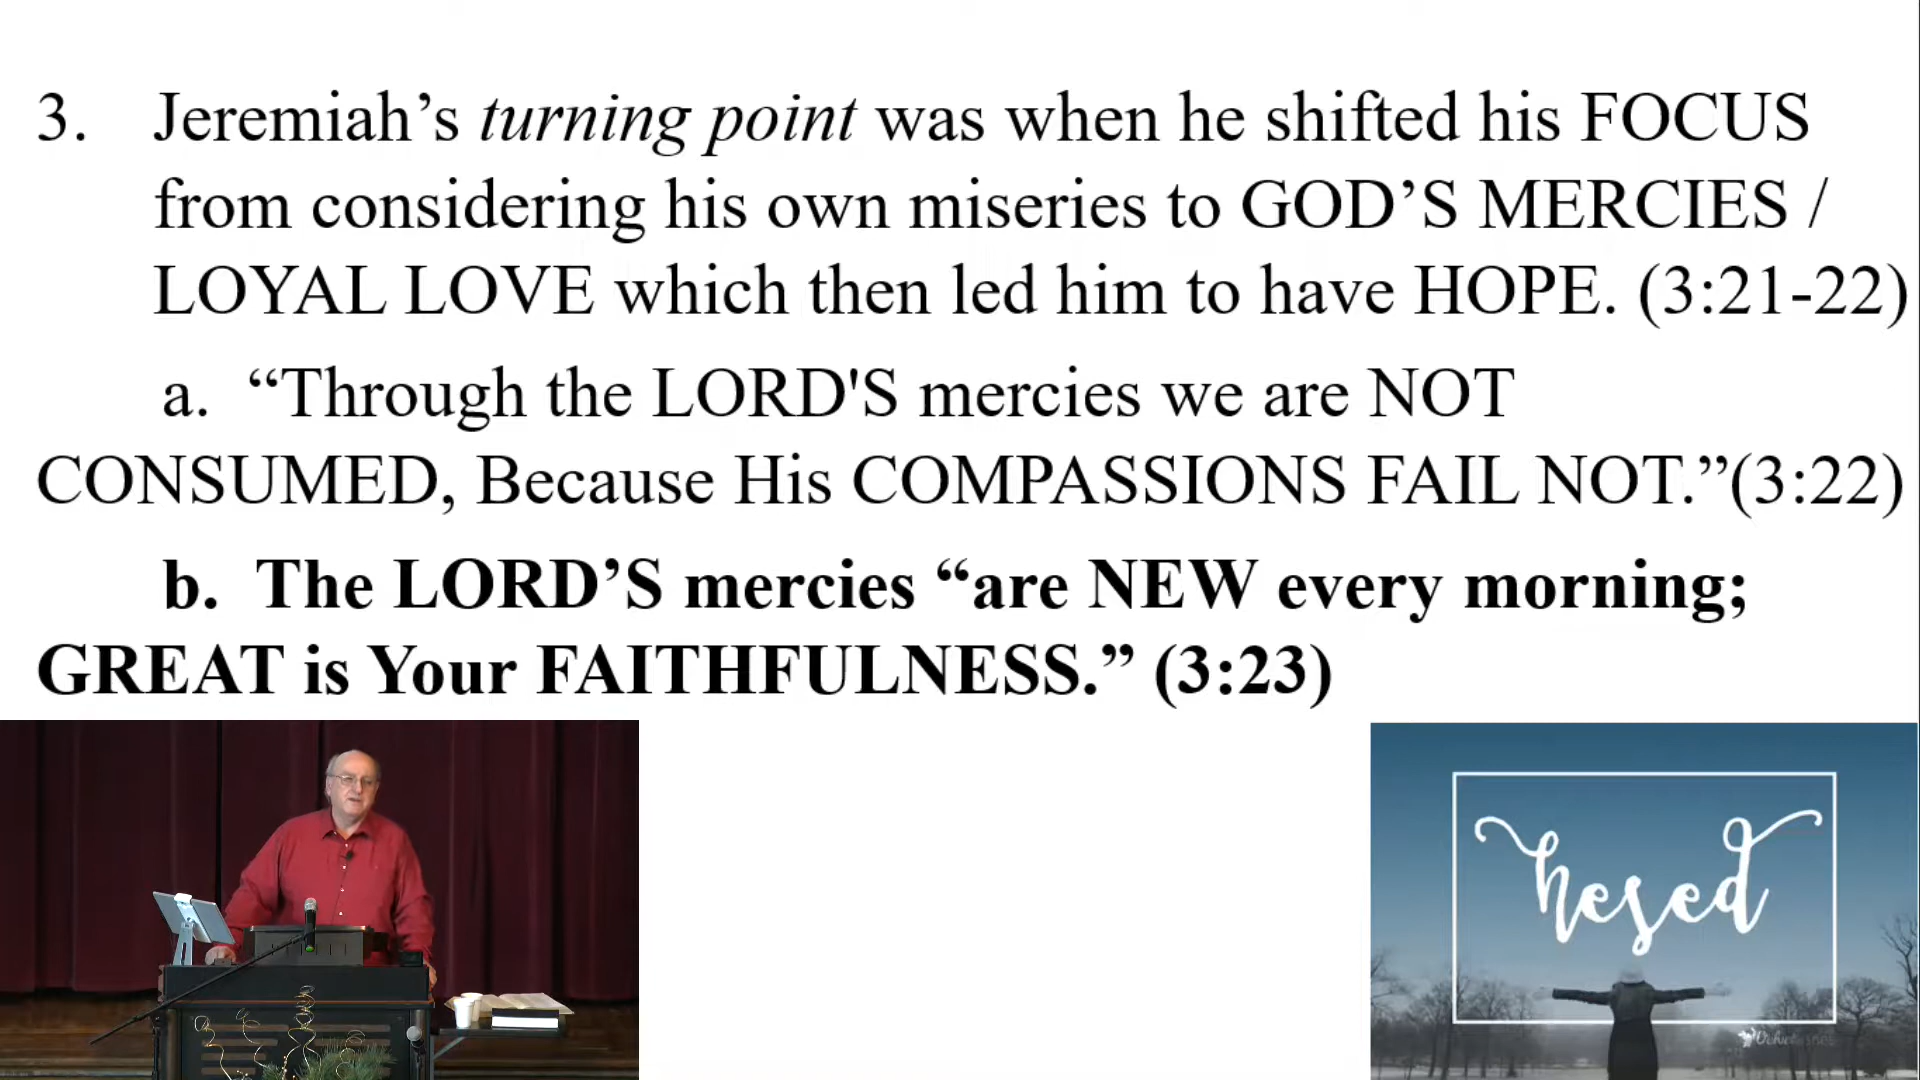 3. Jeremiah’s turning point was when he shifted his FOCUS
from considering his own miseries to GOD’S MERCIES /
LOYAL LOVE which then led him to have HOPE. (3:21-22)
a. “Through the LORD'S mercies we are NOT
CONSUMED, Because His COMPASSIONS FAIL NOT.”(3:22)
b. The LORD’S mercies “are NEW every morning;
GREAT is Your FAITHFULNESS.” (3:23)
hesed